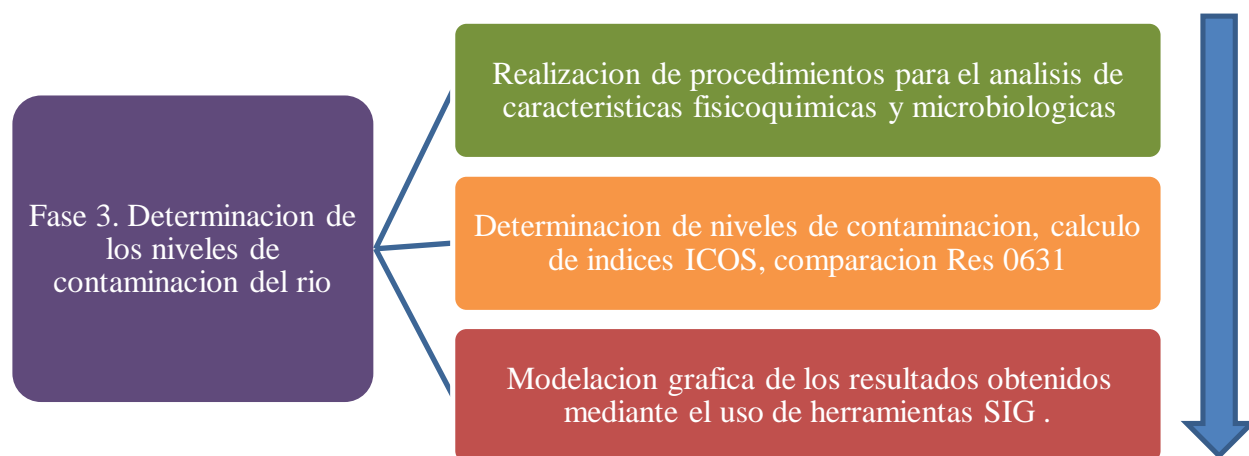 Fase 3. Determinacion de
los niveles de
contaminacion del rio
Realizacion de procedimientos para el analisis de
caracteristicas fisicoquimicas y microbiologicas
Determinacion de niveles de contaminacion, calculo
de indices ICOS, comparacion Res 0631
Modelacion grafica de los resultados obtenidos
mediante el uso de herramientas SIG .